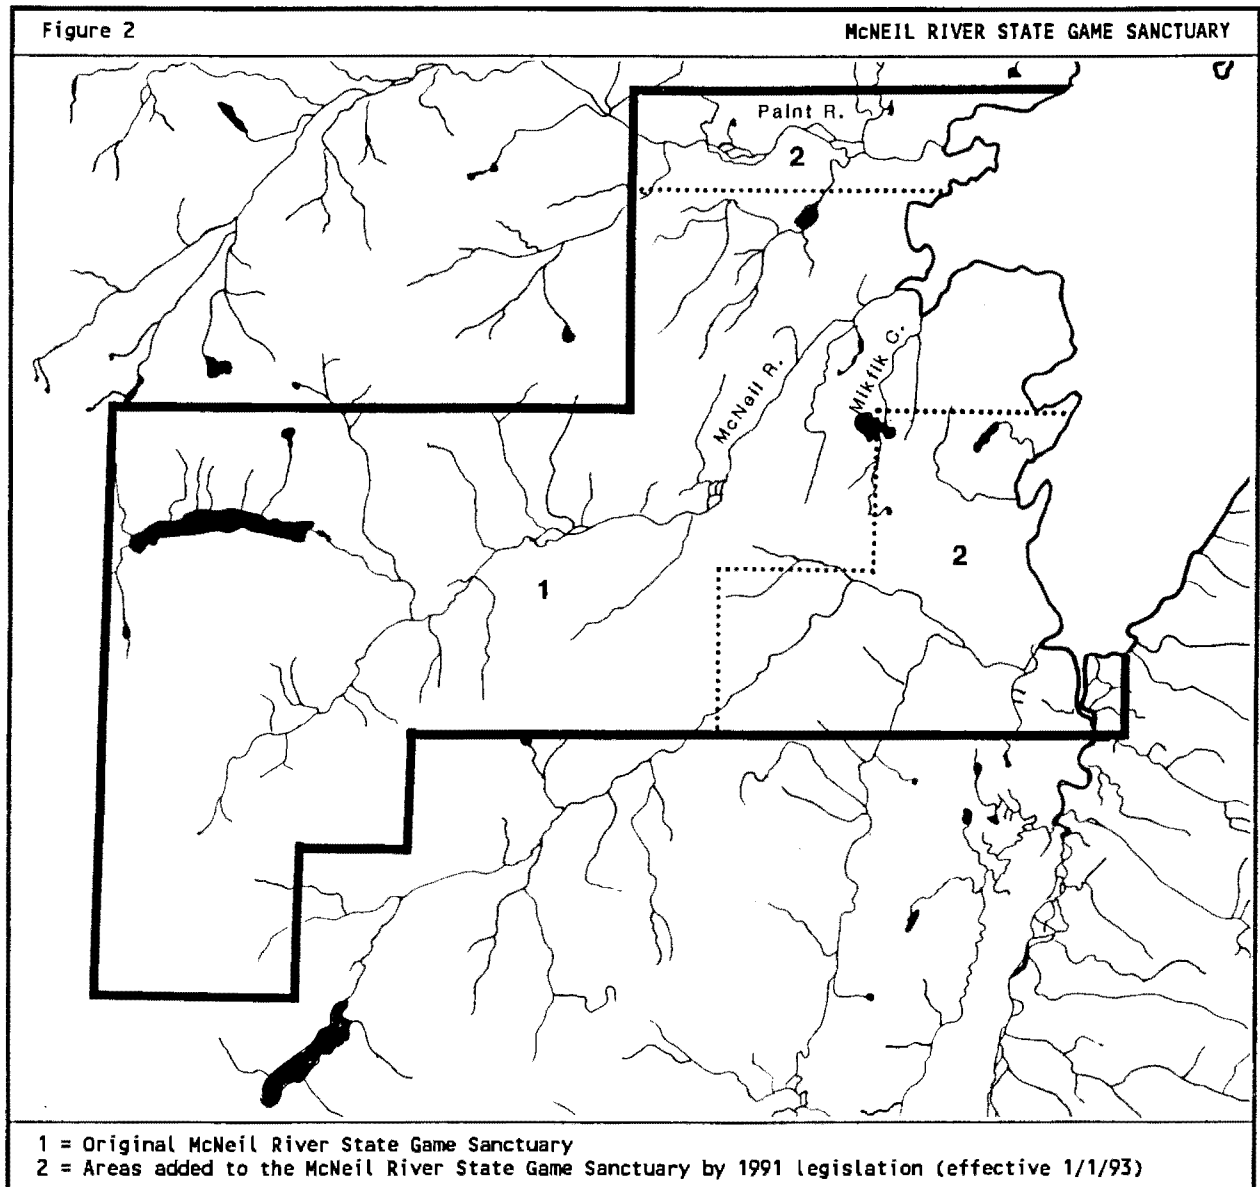 Figure 2
McNEIL RIVER STATE GAME SANCTUARY
Paint R.
2
McNeil R.
Mikfik C.
1
2
1 = Original McNeil River State Game Sanctuary
2 = Areas added to the McNeil River State Game Sanctuary by 1991 legislation (effective 1/1/93)